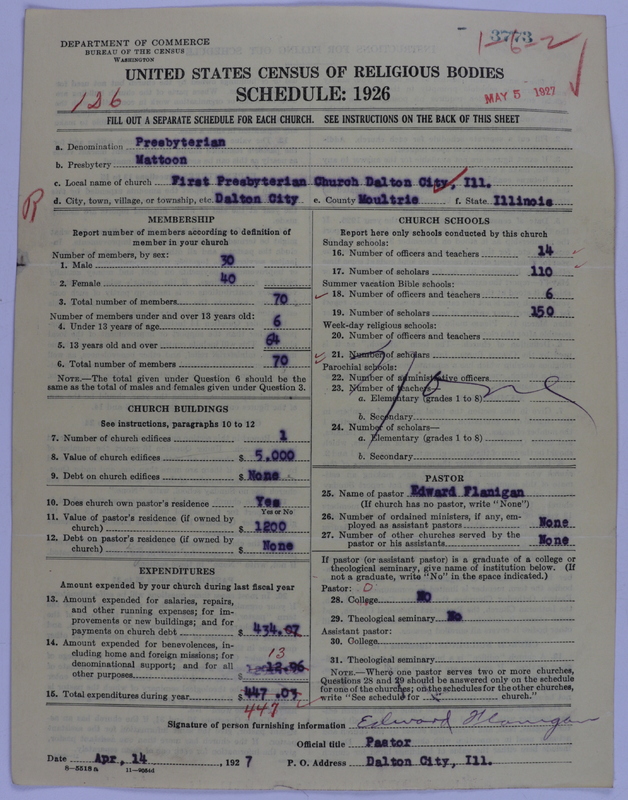 3773
1-6-2
DEPARTMENT OF COMMERCE
BUREAU OF THE CENSUS
WASHINGTON
UNITED STATES CENSUS OF RELIGIOUS BODIES
SCHEDULE: 1926
126
MAY 5 1927
FILL OUT A SEPARATE SCHEDULE FOR EACH CHURCH. SEE INSTRUCTIONS ON THE BACK OF THIS SHEET
a. Denomination Presbyterian
b. Presbytery Mattoon
c. Local name of church First Presbyterian Church Dalton City, Ill.
R
d. City, town, village, or township, etc. Dalton City e. County Moultrie f. State Illinois
MEMBERSHIP
Report number of members according to definition of
member in your church
Number of members, by sex:
1. Male 30
2. Female 40
3. Total number of members 70
Number of members under and over 13 years old:
4. Under 13 years of age 6
5. 13 years old and over 64
6. Total number of members 70
NOTE.—The total given under Question 6 should be the
same as the total of males and females given under Question 3.
CHURCH BUILDINGS
See instructions, paragraphs 10 to 12
7. Number of church edifices 1
8. Value of church edifices $ 5,000
9. Debt on church edifices $ None
10. Does church own pastor's residence Yes
Yes or No
11. Value of pastor's residence (if owned by
church) $ 1200
12. Debt on pastor's residence (if owned by
church) $ None
EXPENDITURES
Amount expended by your church during last fiscal year
13. Amount expended for salaries, repairs,
and other running expenses; for im-
provements or new buildings; and for
payments on church debt $ 434.07
14. Amount expended for benevolences, in-
cluding home and foreign missions; for
denominational support; and for all
other purposes 13 12.96
15. Total expenditures during year $ 447.03
447
CHURCH SCHOOLS
Report here only schools conducted by this church
Sunday schools:
16. Number of officers and teachers 14
17. Number of scholars 110
Summer vacation Bible schools:
18. Number of officers and teachers 6
19. Number of scholars 150
Week-day religious schools:
20. Number of officers and teachers
21. Number of scholars
Parochial schools:
22. Number of administrative officers
23. Number of teachers—
a. Elementary (grades 1 to 8)
b. Secondary
24. Number of scholars—
a. Elementary (grades 1 to 8)
b. Secondary
None
PASTOR
25. Name of pastor Edward Flanigan
(If church has no pastor, write "None")
26. Number of ordained ministers, if any, em-
ployed as assistant pastors None
27. Number of other churches served by the
pastor or his assistants None
If pastor (or assistant pastor) is a graduate of a college or
theological seminary, give name of institution below. (If
not a graduate, write "No" in the space indicated.)
Pastor: 0
28. College No
29. Theological seminary No
Assistant pastor:
30. College
31. Theological seminary
NOTE.—Where one pastor serves two or more churches,
Questions 28 and 29 should be answered only on the schedule
for one of the churches; on the schedules for the other churches,
write "See schedule for church."
Signature of person furnishing information Edward Flanigan
Official title Pastor
Date Apr, 14, 1927 P. O. Address Dalton City, Ill.
8—5518a 11—9084d